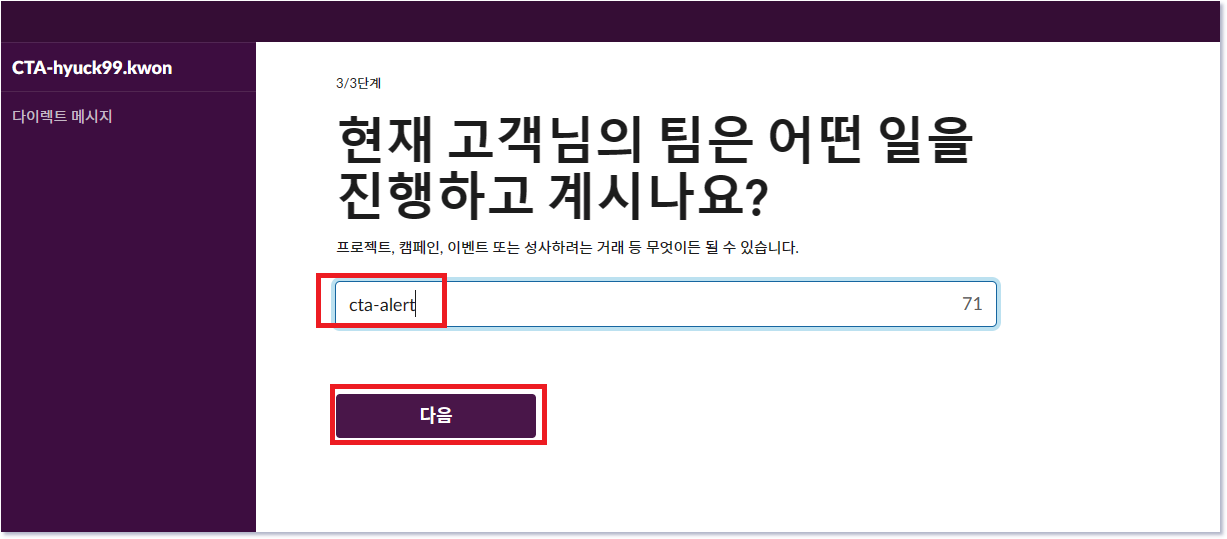 CTA-hyuck99.kwon
다이렉트 메시지
3/3단계
현재 고객님의 팀은 어떤 일을
진행하고 계시나요?
프로젝트, 캠페인, 이벤트 또는 성사하려는 거래 등 무엇이든 될 수 있습니다.
cta-alert 71
다음